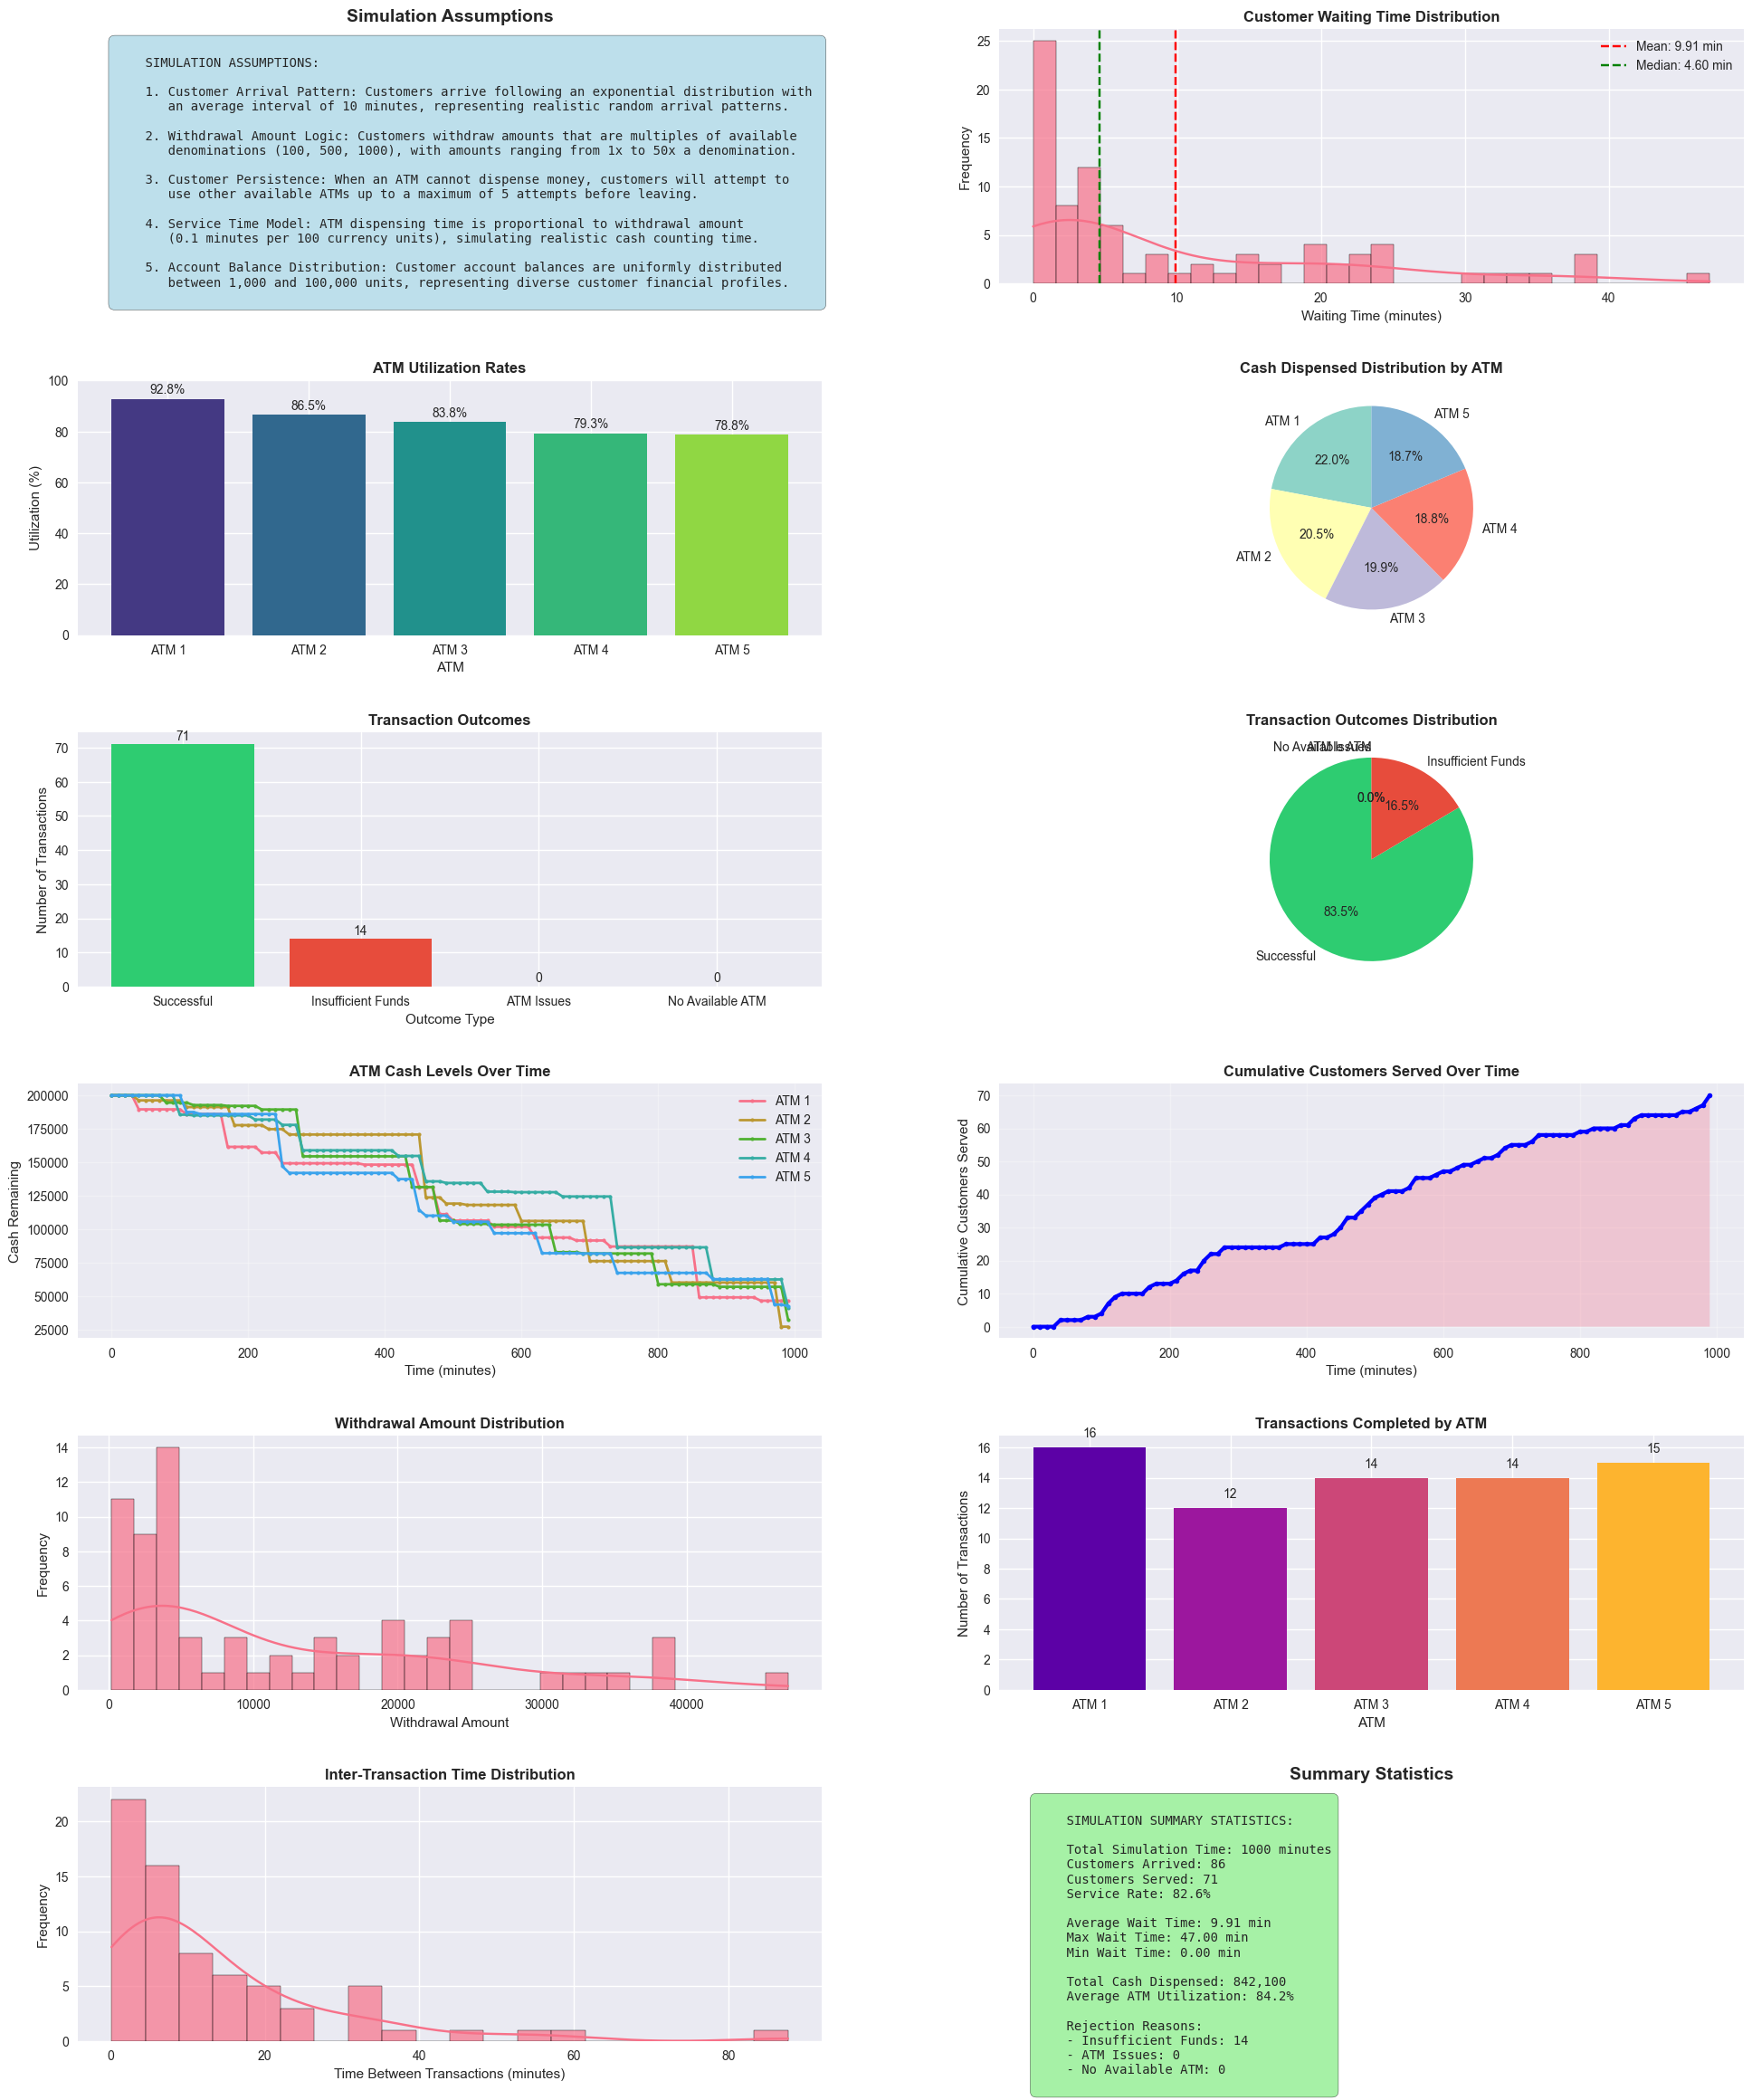 Simulation Assumptions
SIMULATION ASSUMPTIONS:
1. Customer Arrival Pattern: Customers arrive following an exponential distribution with
an average interval of 10 minutes, representing realistic random arrival patterns.
2. Withdrawal Amount Logic: Customers withdraw amounts that are multiples of available
denominations (100, 500, 1000), with amounts ranging from 1x to 50x a denomination.
3. Customer Persistence: When an ATM cannot dispense money, customers will attempt to
use other available ATMs up to a maximum of 5 attempts before leaving.
4. Service Time Model: ATM dispensing time is proportional to withdrawal amount
(0.1 minutes per 100 currency units), simulating realistic cash counting time.
5. Account Balance Distribution: Customer account balances are uniformly distributed
between 1,000 and 100,000 units, representing diverse customer financial profiles.
Customer Waiting Time Distribution
Mean: 9.91 min
Median: 4.60 min
Frequency
25
20
15
10
5
0
0 10 20 30 40
Waiting Time (minutes)
ATM Utilization Rates
Utilization (%)
100
80
60
40
20
0
92.8% 86.5% 83.8% 79.3% 78.8%
ATM 1 ATM 2 ATM 3 ATM 4 ATM 5
ATM
Cash Dispensed Distribution by ATM
ATM 1
22.0%
ATM 2
20.5%
ATM 3
19.9%
ATM 4
18.8%
ATM 5
18.7%
Transaction Outcomes
Number of Transactions
70
60
50
40
30
20
10
0
71 14 0 0
Successful Insufficient Funds ATM Issues No Available ATM
Outcome Type
Transaction Outcomes Distribution
No Available ATM
ATM Issues
Insufficient Funds
0.0%
0.0%
16.5%
83.5%
Successful
ATM Cash Levels Over Time
Cash Remaining
200000
175000
150000
125000
100000
75000
50000
25000
ATM 1
ATM 2
ATM 3
ATM 4
ATM 5
0 200 400 600 800 1000
Time (minutes)
Cumulative Customers Served Over Time
Cumulative Customers Served
70
60
50
40
30
20
10
0
0 200 400 600 800 1000
Time (minutes)
Withdrawal Amount Distribution
Frequency
14
12
10
8
6
4
2
0
0 10000 20000 30000 40000
Withdrawal Amount
Transactions Completed by ATM
Number of Transactions
16
14
12
10
8
6
4
2
0
16 12 14 14 15
ATM 1 ATM 2 ATM 3 ATM 4 ATM 5
ATM
Inter-Transaction Time Distribution
Frequency
20
15
10
5
0
0 20 40 60 80
Time Between Transactions (minutes)
Summary Statistics
SIMULATION SUMMARY STATISTICS:
Total Simulation Time: 1000 minutes
Customers Arrived: 86
Customers Served: 71
Service Rate: 82.6%
Average Wait Time: 9.91 min
Max Wait Time: 47.00 min
Min Wait Time: 0.00 min
Total Cash Dispensed: 842,100
Average ATM Utilization: 84.2%
Rejection Reasons:
- Insufficient Funds: 14
- ATM Issues: 0
- No Available ATM: 0